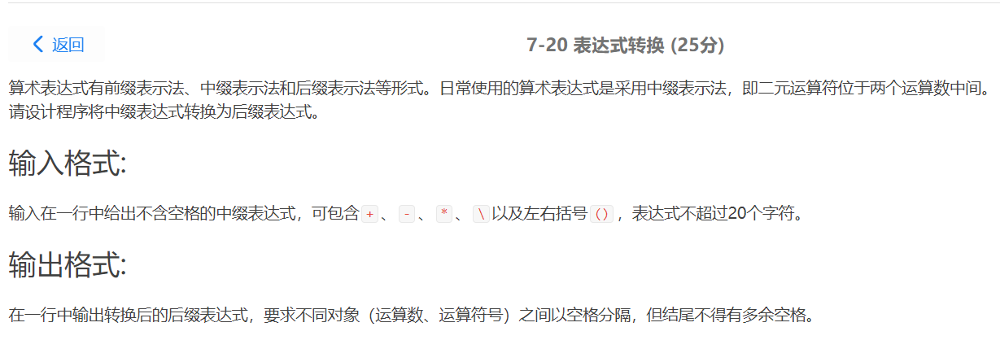 返回
7-20 表达式转换 (25分)
算术表达式有前缀表示法、中缀表示法和后缀表示法等形式。日常使用的算术表达式是采用中缀表示法，即二元运算符位于两个运算数中间。
请设计程序将中缀表达式转换为后缀表达式。
输入格式:
输入在一行中给出不含空格的中缀表达式，可包含+、-、*、\以及左右括号()，表达式不超过20个字符。
输出格式:
在一行中输出转换后的后缀表达式，要求不同对象（运算数、运算符号）之间以空格分隔，但结尾不得有多余空格。